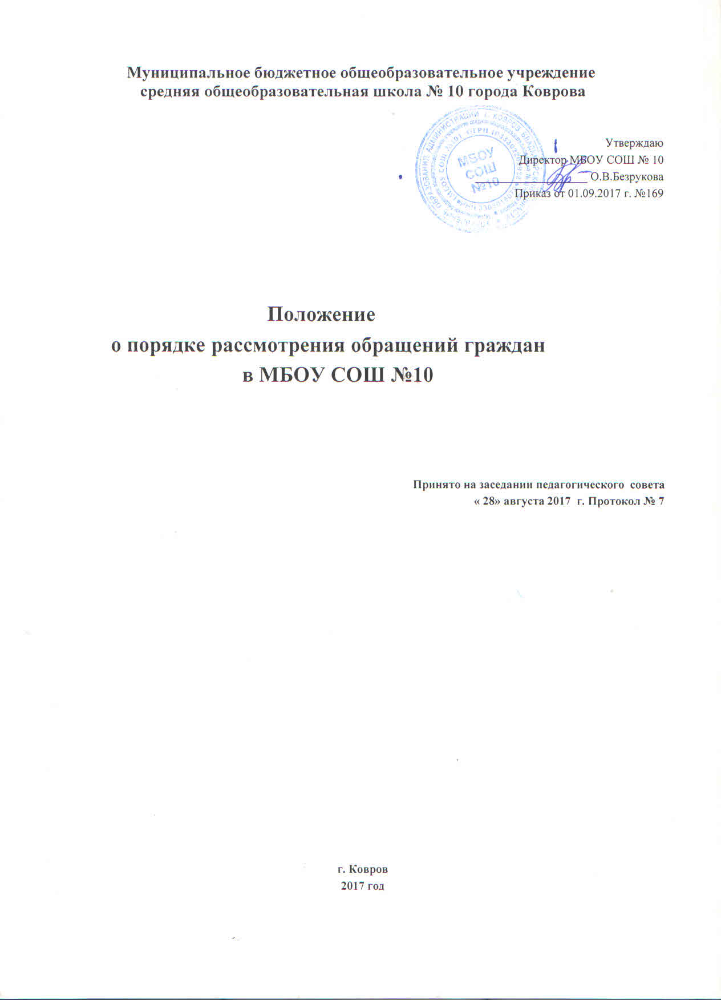 Муниципальное бюджетное общеобразовательное учреждение
средняя общеобразовательная школа № 10 города Коврова
Утверждаю
Директор МБОУ СОШ № 10
О.В.Безрукова
Приказ от 01.09.2017 г. №169
МБОУ
СОШ
№10
Положение
о порядке рассмотрения обращений граждан
в МБОУ СОШ №10
Принято на заседании педагогического совета
« 28» августа 2017 г. Протокол № 7
г. Ковров
2017 год